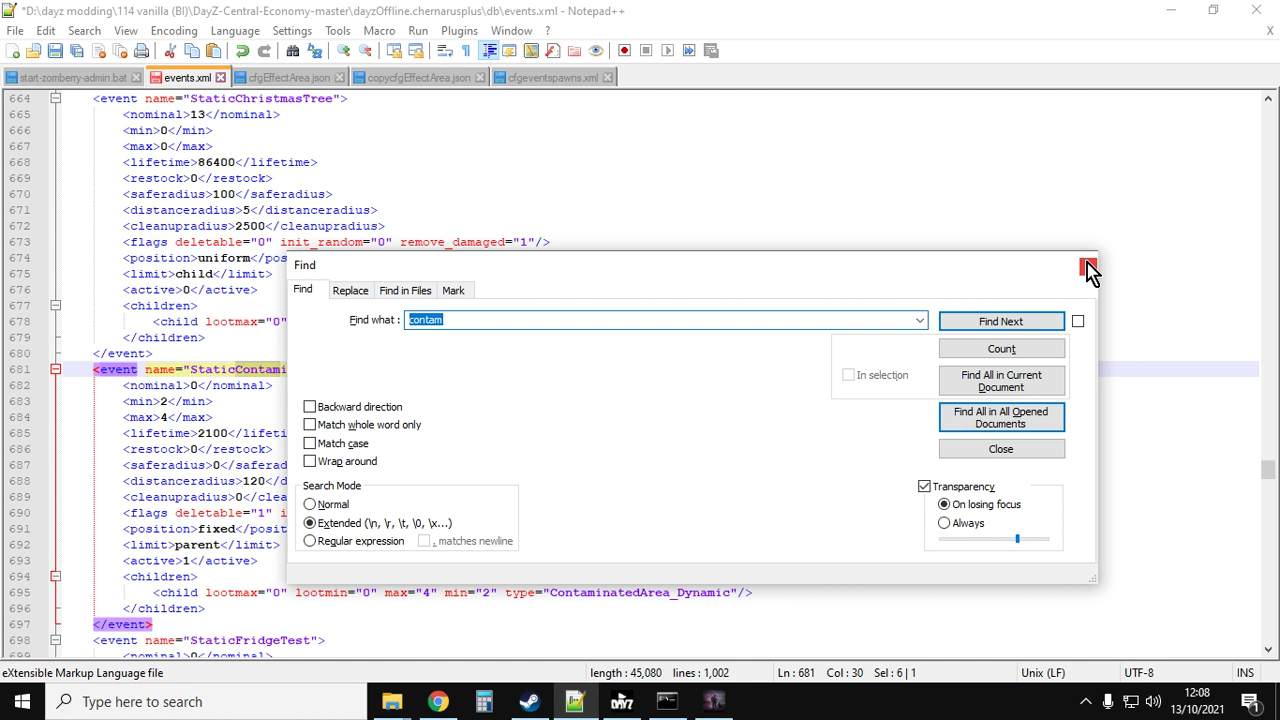 *D:\dayz modding\114 vanilla (BI)\DayZ-Central-Economy-master\dayzOffline.chernarusplus\db\events.xml - Notepad++
File Edit Search View Encoding Language Settings Tools Macro Run Plugins Window ? X
start-zomberry-admin.bat events.xml cfgEffectArea.json copycfgEffectArea.json cfgeventspawns.xml
664 <event name="StaticChristmasTree">
665 <nominal>13</nominal>
666 <min>0</min>
667 <max>0</max>
668 <lifetime>86400</lifetime>
669 <restock>0</restock>
670 <saferadius>100</saferadius>
671 <distanceradius>5</distanceradius>
672 <cleanupradius>2500</cleanupradius>
673 <flags deletable="0" init_random="0" remove_damaged="1"/>
674 <position>uniform</pos
675 <limit>child</limit>
676 <active>0</active>
677 <children>
678 <child lootmax="0"
679 </children>
680 </event>
681 <event name="StaticContami
682 <nominal>0</nominal>
683 <min>2</min>
684 <max>4</max>
685 <lifetime>2100</lifeti
686 <restock>0</restock>
687 <saferadius>0</saferad
688 <distanceradius>120</d
689 <cleanupradius>0</clea
690 <flags deletable="1" i
691 <position>fixed</posit
692 <limit>parent</limit>
693 <active>1</active>
694 <children>
695 <child lootmax="0" lootmin="0" max="4" min="2" type="ContaminatedArea_Dynamic"/>
696 </children>
697 </event>
698 <event name="StaticFridgeTest">
699 <nominal>0</nominal>
Find
Find Replace Find in Files Mark
Find what : contam
Find Next
Count
In selection
Find All in Current Document
Find All in All Opened Documents
Close
Backward direction
Match whole word only
Match case
Wrap around
Search Mode
Normal
Extended (\n, \r, \t, \0, \x...)
Regular expression
. matches newline
Transparency
On losing focus
Always
eXtensible Markup Language file length : 45,080 lines : 1,002 Ln : 681 Col : 30 Sel : 6 | 1 Unix (LF) UTF-8 INS
Type here to search
DAYZ
12:08
13/10/2021
1